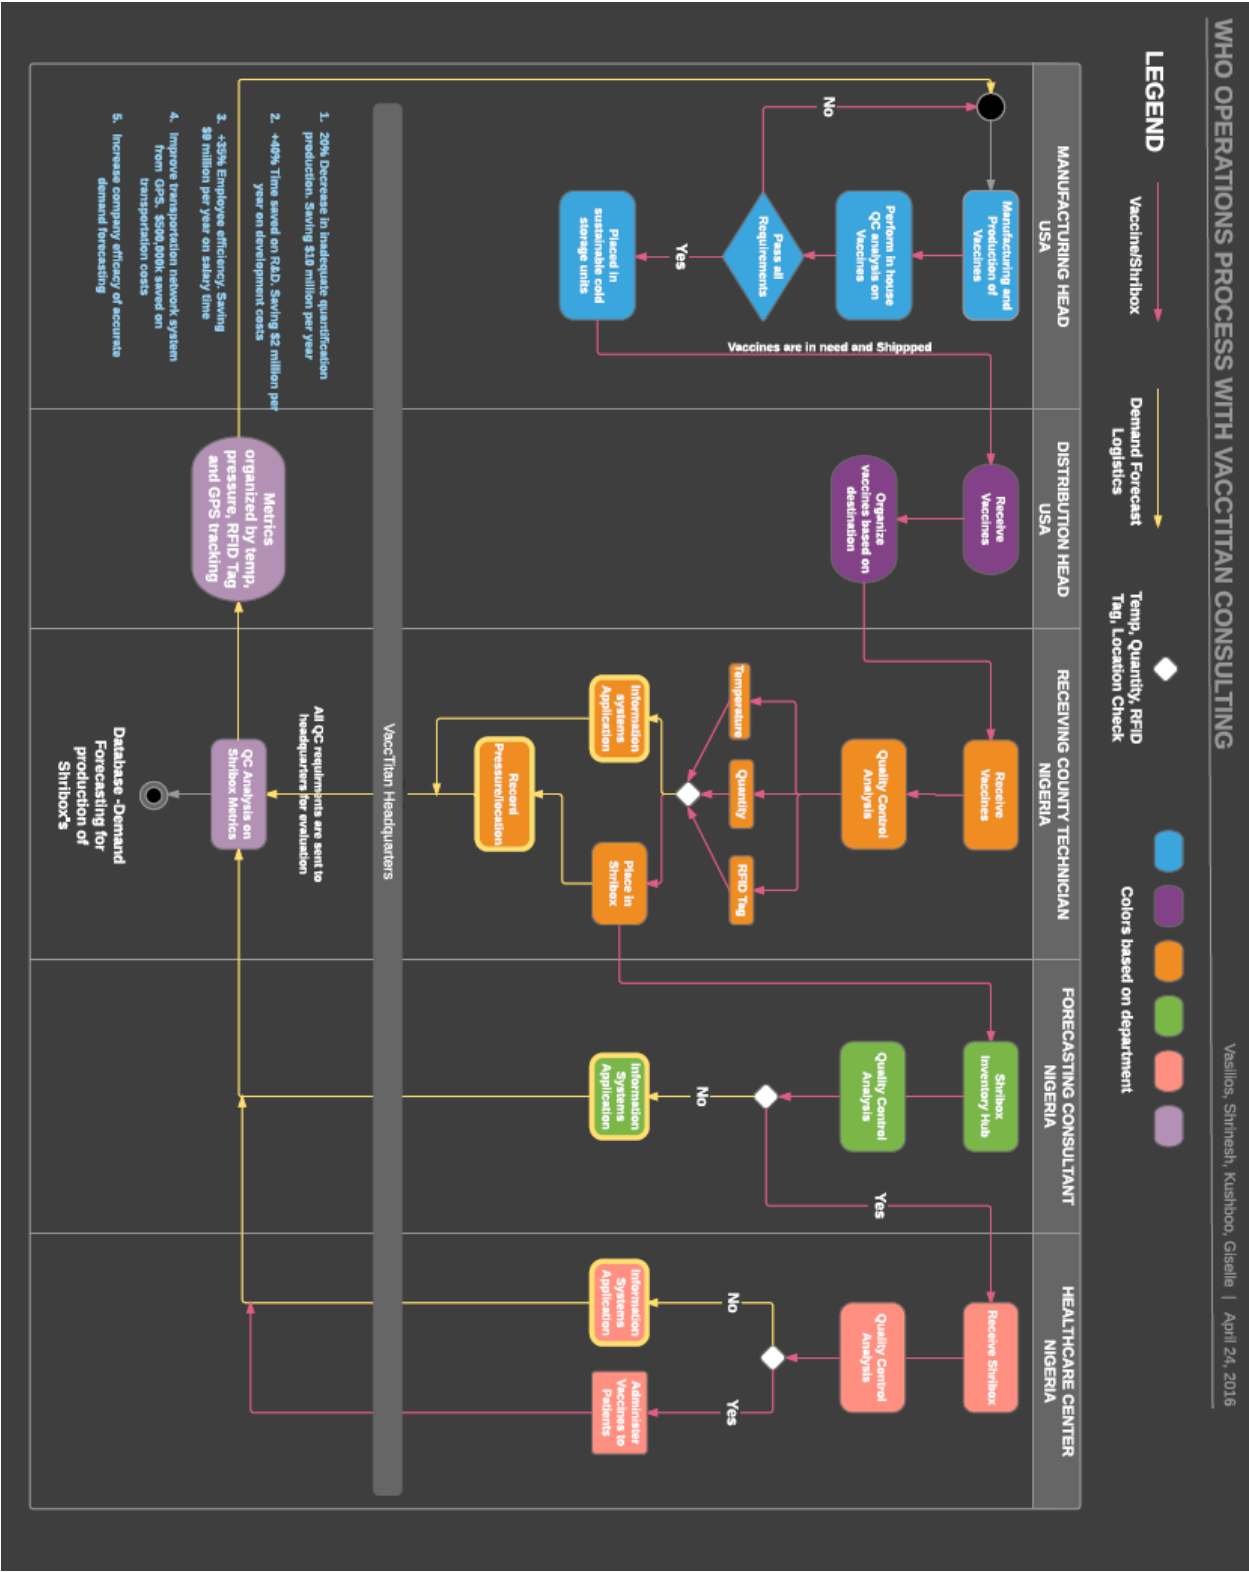 WHO OPERATIONS PROCESS WITH VACCTITAN CONSULTING
Vasilios, Shrinesh, Kushboo, Giselle | April 24, 2016
LEGEND
Vaccine/Shribox
Demand Forecast
Logistics
Temp, Quantity, RFID
Tag, Location Check
Colors based on department
MANUFACTURING HEAD
USA
DISTRIBUTION HEAD
USA
RECEIVING COUNTY TECHNICIAN
NIGERIA
FORECASTING CONSULTANT
NIGERIA
HEALTHCARE CENTER
NIGERIA
Manufacturing and
Production of
Vaccines
Perform in house
QC analysis on
Vaccines
No
Pass all
Requirements
Yes
Placed in
sustainable cold
storage units
Vaccines are in need and Shippped
Receive
Vaccines
Organize
vaccines based on
destination
Receive
Vaccines
Quality Control
Analysis
Temperature
Quantity
RFID Tag
Information
systems
Application
Place in
Shribox
Record
Pressure/location
Shribox
Inventory Hub
Quality Control
Analysis
No
Yes
Information
Systems
Application
Receive Shribox
Quality Control
Analysis
No
Yes
Information
Systems
Application
Administer
Vaccines to
Patients
VaccTitan Headquarters
1. 20% Decrease in inadequate quantification
production. Saving $10 million per year
2. +40% Time saved on R&D. Saving $2 million per
year on development costs
3. +35% Employee efficiency. Saving
$9 million per year on salary time
4. Improve transportation network system
from GPS. $500,000k saved on
transportation costs
5. Increase company efficacy of accurate
demand forecasting
Metrics
organized by temp,
pressure, RFID Tag
and GPS tracking
All QC requirments are sent to
headquarters for evaluation
QC Analysis on
Shribox Metrics
Database -Demand
Forecasting for
production of
Shribox's